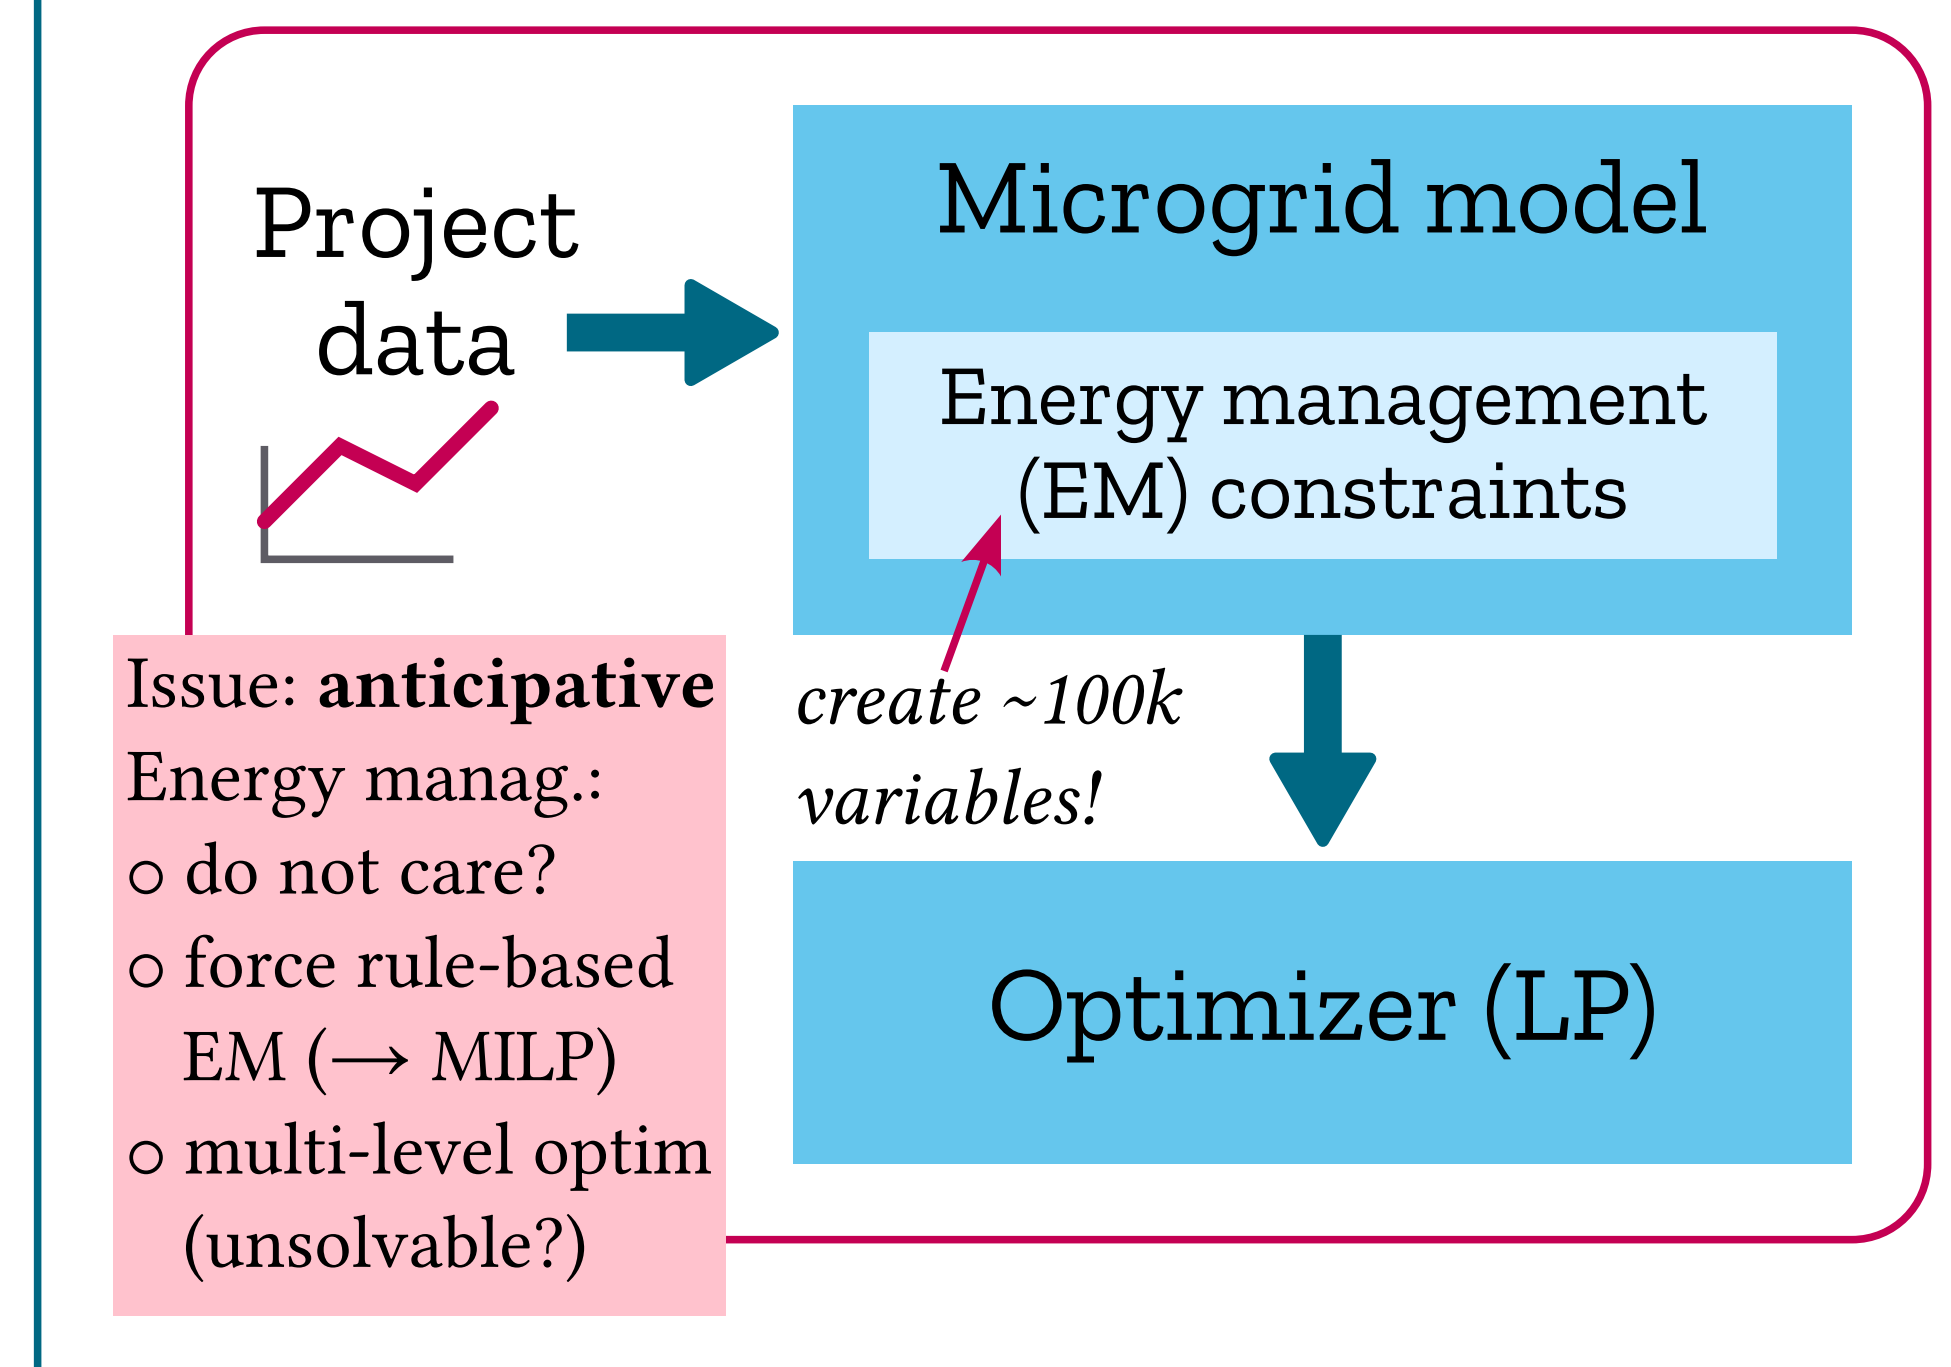 Project
data
Microgrid model
Energy management
(EM) constraints
create ~100k
variables!
Issue: anticipative
Energy manag.:
○ do not care?
○ force rule-based
EM (⟶ MILP)
○ multi-level optim
(unsolvable?)
Optimizer (LP)